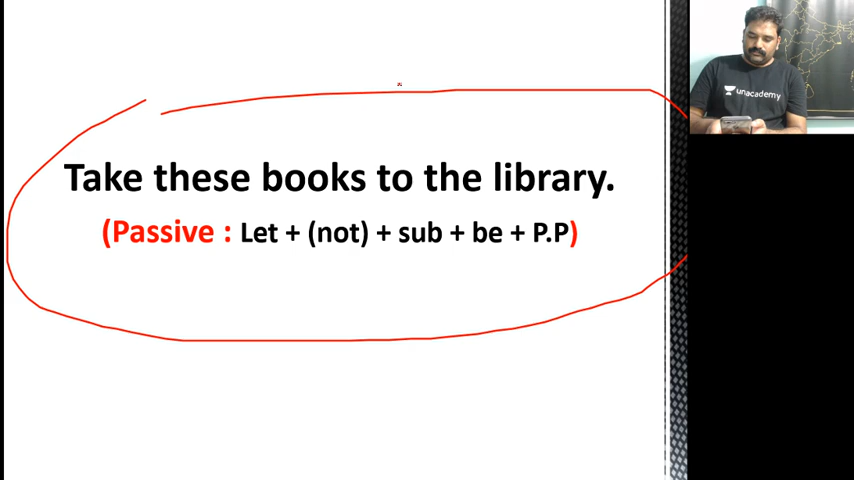 Take these books to the library.
(Passive : Let + (not) + sub + be + P.P)
unacademy